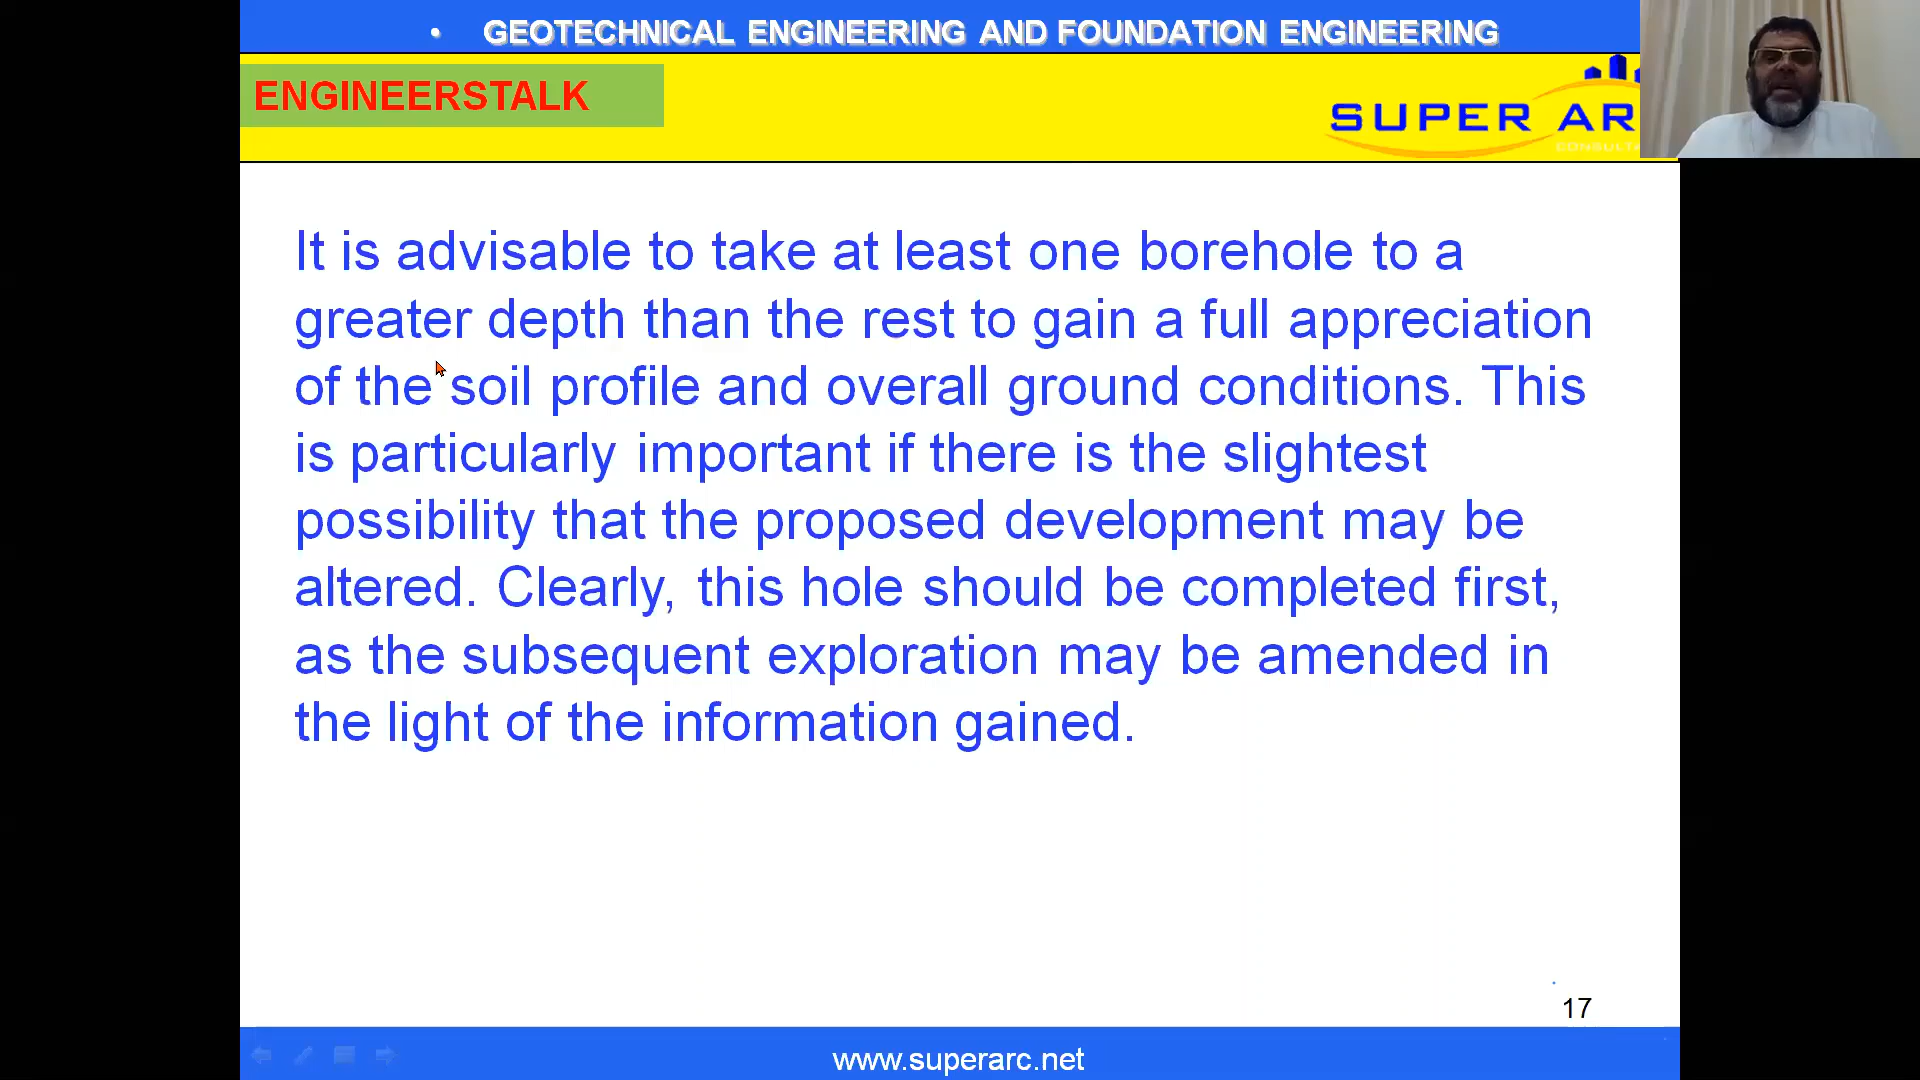 • GEOTECHNICAL ENGINEERING AND FOUNDATION ENGINEERING
ENGINEERSTALK
SUPER AR
CONSULT
It is advisable to take at least one borehole to a
greater depth than the rest to gain a full appreciation
of the soil profile and overall ground conditions. This
is particularly important if there is the slightest
possibility that the proposed development may be
altered. Clearly, this hole should be completed first,
as the subsequent exploration may be amended in
the light of the information gained.
17
www.superarc.net